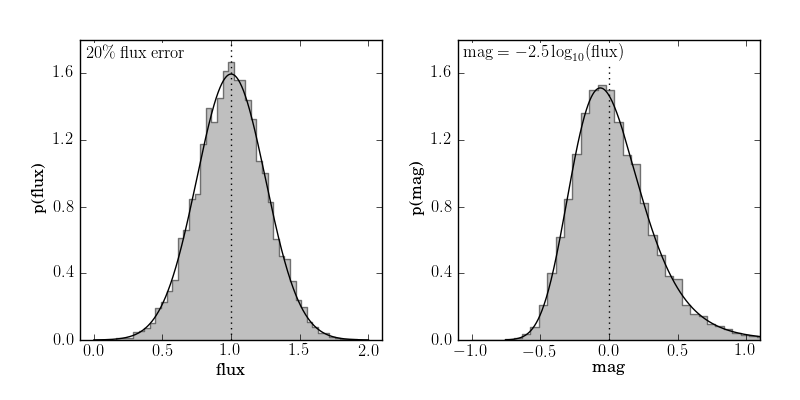 20% flux error
p(flux)
1.6
1.2
0.8
0.4
0.0
0.0 0.5 1.0 1.5 2.0
flux
mag = −2.5 log₁₀(flux)
p(mag)
1.6
1.2
0.8
0.4
0.0
−1.0 −0.5 0.0 0.5 1.0
mag